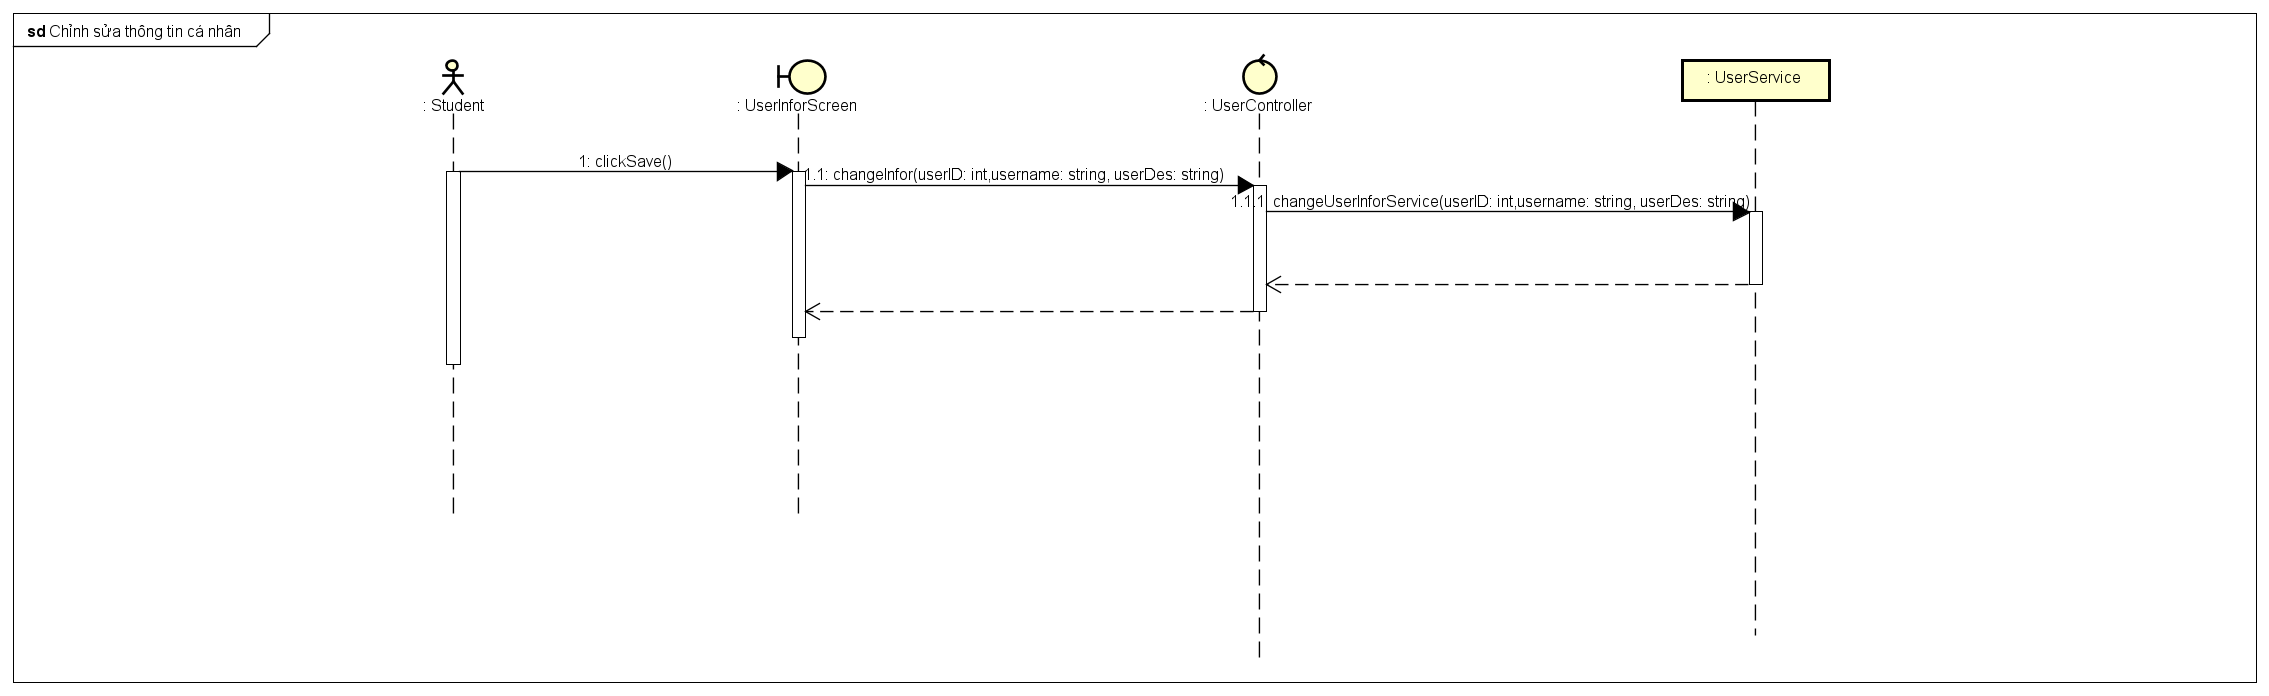 sd Chỉnh sửa thông tin cá nhân
: Student
: UserInforScreen
: UserController
: UserService
1: clickSave()
1.1: changeInfor(userID: int,username: string, userDes: string)
1.1.1: changeUserInforService(userID: int,username: string, userDes: string)